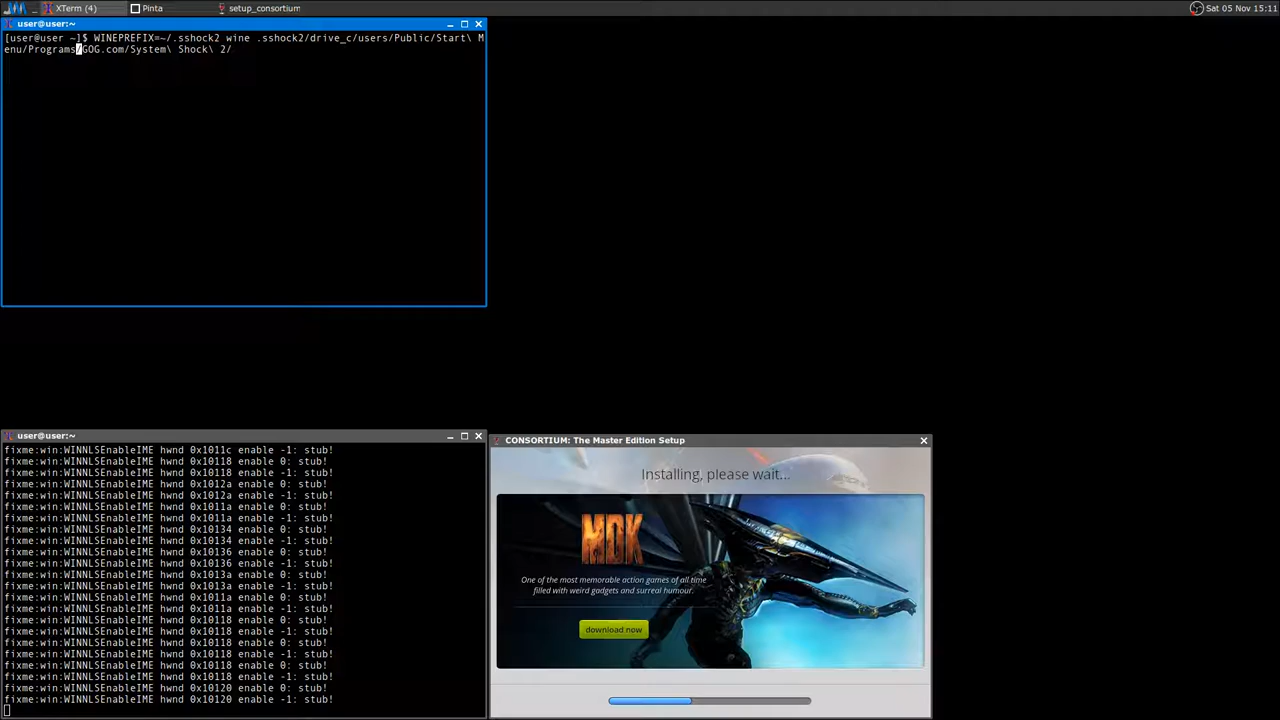 XTerm (4)
Pinta
setup_consortium
Sat 05 Nov 15:11
user@user:~
[user@user ~]$ WINEPREFIX=~/.sshock2 wine .sshock2/drive_c/users/Public/Start\ M
enu/Programs/GOG.com/System\ Shock\ 2/
user@user:~
fixme:win:WINNLSEnableIME hwnd 0x1011c enable -1: stub!
fixme:win:WINNLSEnableIME hwnd 0x10118 enable 0: stub!
fixme:win:WINNLSEnableIME hwnd 0x10118 enable -1: stub!
fixme:win:WINNLSEnableIME hwnd 0x1012a enable 0: stub!
fixme:win:WINNLSEnableIME hwnd 0x1012a enable -1: stub!
fixme:win:WINNLSEnableIME hwnd 0x1011a enable 0: stub!
fixme:win:WINNLSEnableIME hwnd 0x1011a enable -1: stub!
fixme:win:WINNLSEnableIME hwnd 0x10134 enable 0: stub!
fixme:win:WINNLSEnableIME hwnd 0x10134 enable -1: stub!
fixme:win:WINNLSEnableIME hwnd 0x10136 enable 0: stub!
fixme:win:WINNLSEnableIME hwnd 0x10136 enable -1: stub!
fixme:win:WINNLSEnableIME hwnd 0x1013a enable 0: stub!
fixme:win:WINNLSEnableIME hwnd 0x1013a enable -1: stub!
fixme:win:WINNLSEnableIME hwnd 0x1011a enable 0: stub!
fixme:win:WINNLSEnableIME hwnd 0x1011a enable -1: stub!
fixme:win:WINNLSEnableIME hwnd 0x10118 enable 0: stub!
fixme:win:WINNLSEnableIME hwnd 0x10118 enable -1: stub!
fixme:win:WINNLSEnableIME hwnd 0x10118 enable 0: stub!
fixme:win:WINNLSEnableIME hwnd 0x10118 enable -1: stub!
fixme:win:WINNLSEnableIME hwnd 0x10118 enable 0: stub!
fixme:win:WINNLSEnableIME hwnd 0x10118 enable -1: stub!
fixme:win:WINNLSEnableIME hwnd 0x10120 enable 0: stub!
fixme:win:WINNLSEnableIME hwnd 0x10120 enable -1: stub!
CONSORTIUM: The Master Edition Setup
Installing, please wait...
MDK
One of the most memorable action games of all time
filled with weird gadgets and surreal humour.
download now